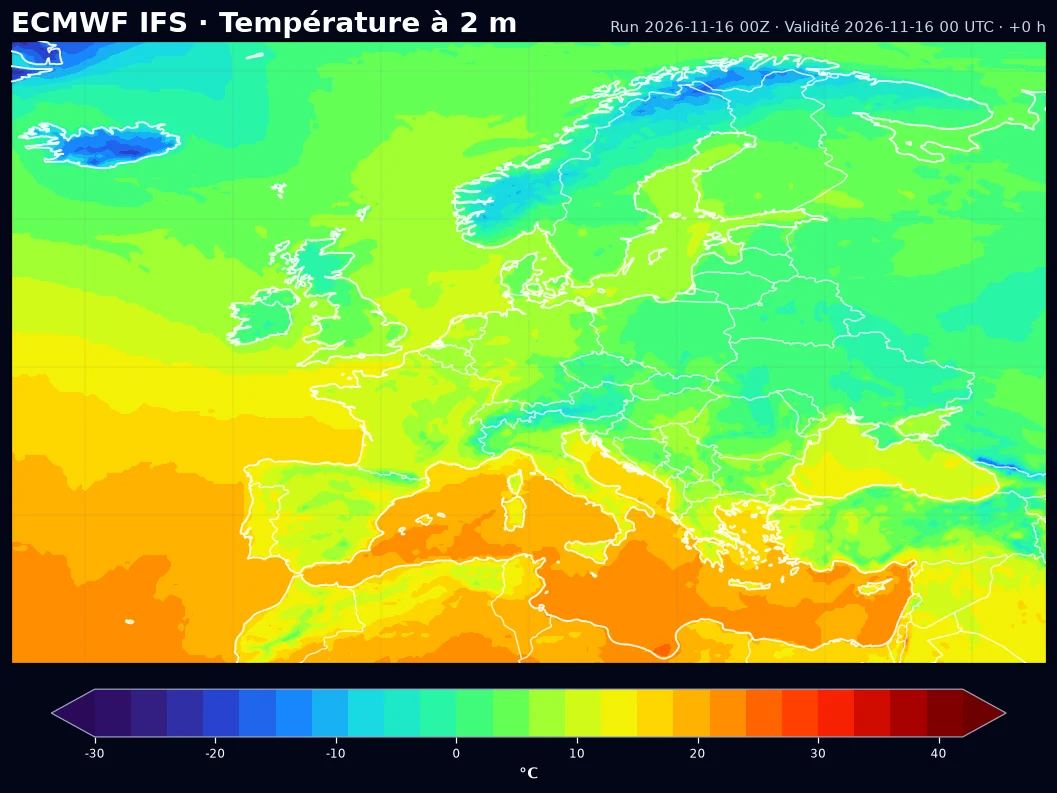 ECMWF IFS · Température à 2 m
Run 2026-11-16 00Z · Validité 2026-11-16 00 UTC · +0 h
-30 -20 -10 0 10 20 30 40
°C